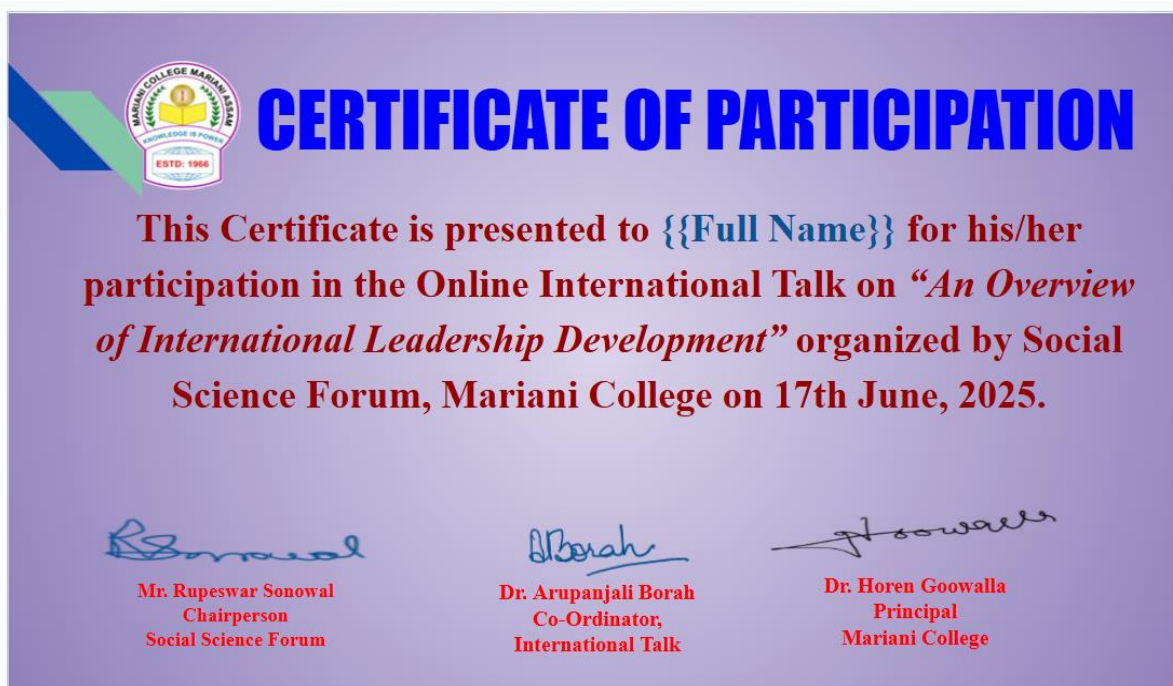 MARIANI COLLEGE MARIANI ASSAM
KNOWLEDGE IS POWER
ESTD: 1966
CERTIFICATE OF PARTICIPATION
This Certificate is presented to {{Full Name}} for his/her
participation in the Online International Talk on “An Overview
of International Leadership Development” organized by Social
Science Forum, Mariani College on 17th June, 2025.
RSonowal
ABorah
HGoowalla
Mr. Rupeswar Sonowal
Chairperson
Social Science Forum
Dr. Arupanjali Borah
Co-Ordinator,
International Talk
Dr. Horen Goowalla
Principal
Mariani College